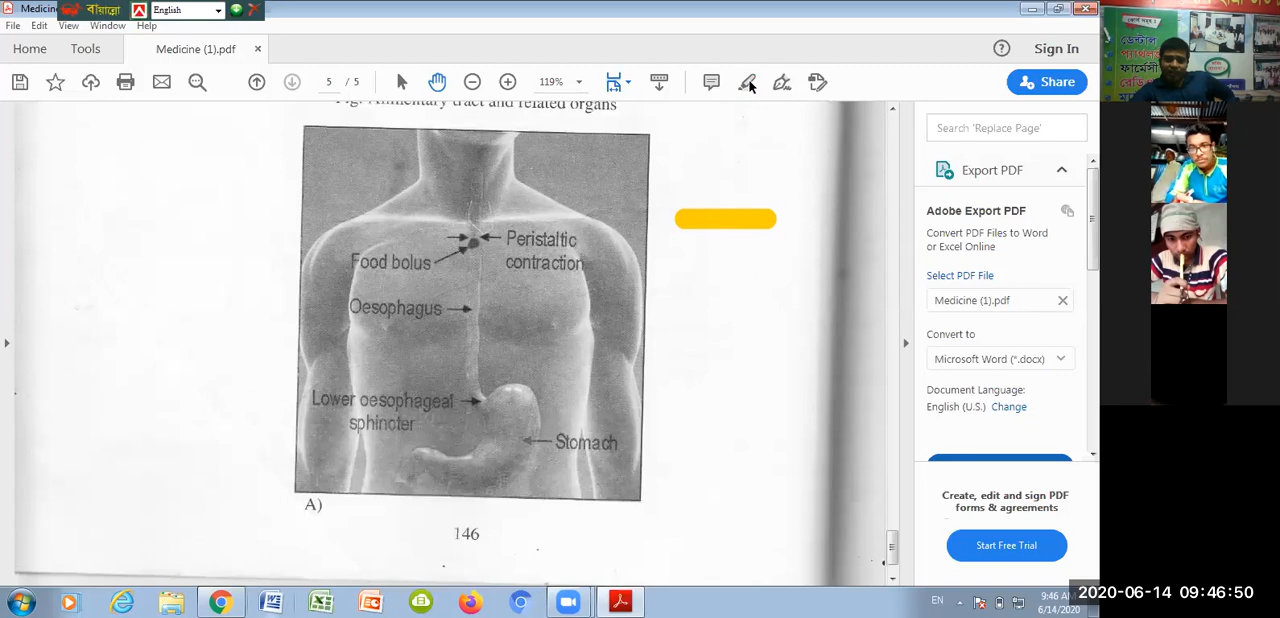 Medicin
বায়ান্নো
English
File Edit View Window Help
Home Tools Medicine (1).pdf × Sign In
5 / 5 119% Share
Fig. Alimentary tract and related organs
Peristaltic
contraction
Food bolus
Oesophagus
Lower oesophageal
sphincter
Stomach
A)
146
Search 'Replace Page'
Export PDF
Adobe Export PDF
Convert PDF Files to Word
or Excel Online
Select PDF File
Medicine (1).pdf
Convert to
Microsoft Word (*.docx)
Document Language:
English (U.S.) Change
Create, edit and sign PDF
forms & agreements
Start Free Trial
ডেন্টাল
প্যাথলজি
ফার্মেসী
EN
9:46 AM
6/14/2020
2020-06-14 09:46:50